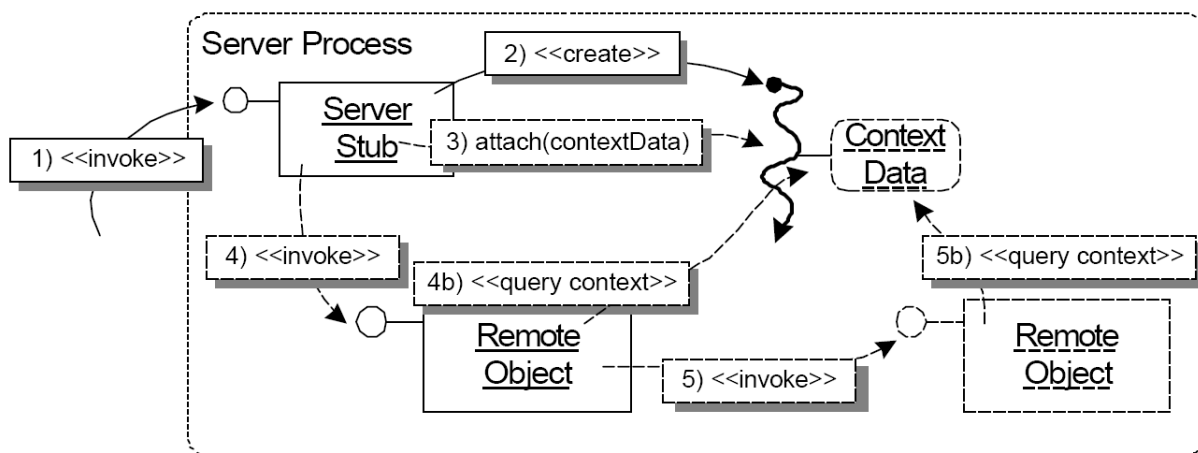 Server Process
2) <<create>>
Server
Stub
1) <<invoke>>
3) attach(contextData)
Context
Data
4) <<invoke>>
4b) <<query context>>
5b) <<query context>>
Remote
Object
5) <<invoke>>
Remote
Object